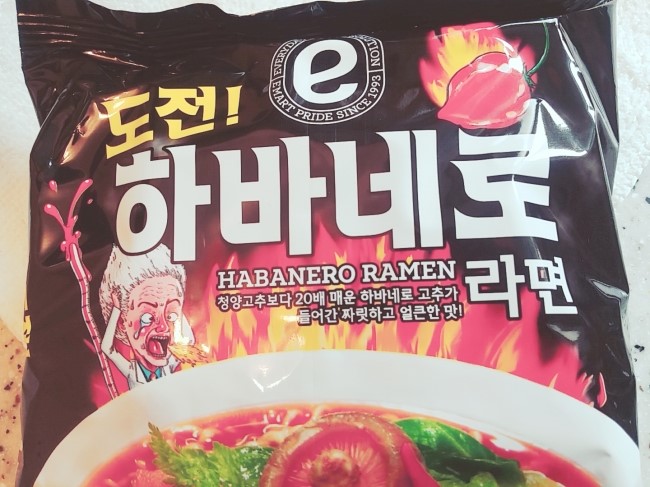 EVERYDAY
EMART PRIDE SINCE 1993
e
도전!
하바네로
HABANERO RAMEN
라면
청양고추보다 20배 매운 하바네로 고추가
들어간 짜릿하고 얼큰한 맛!